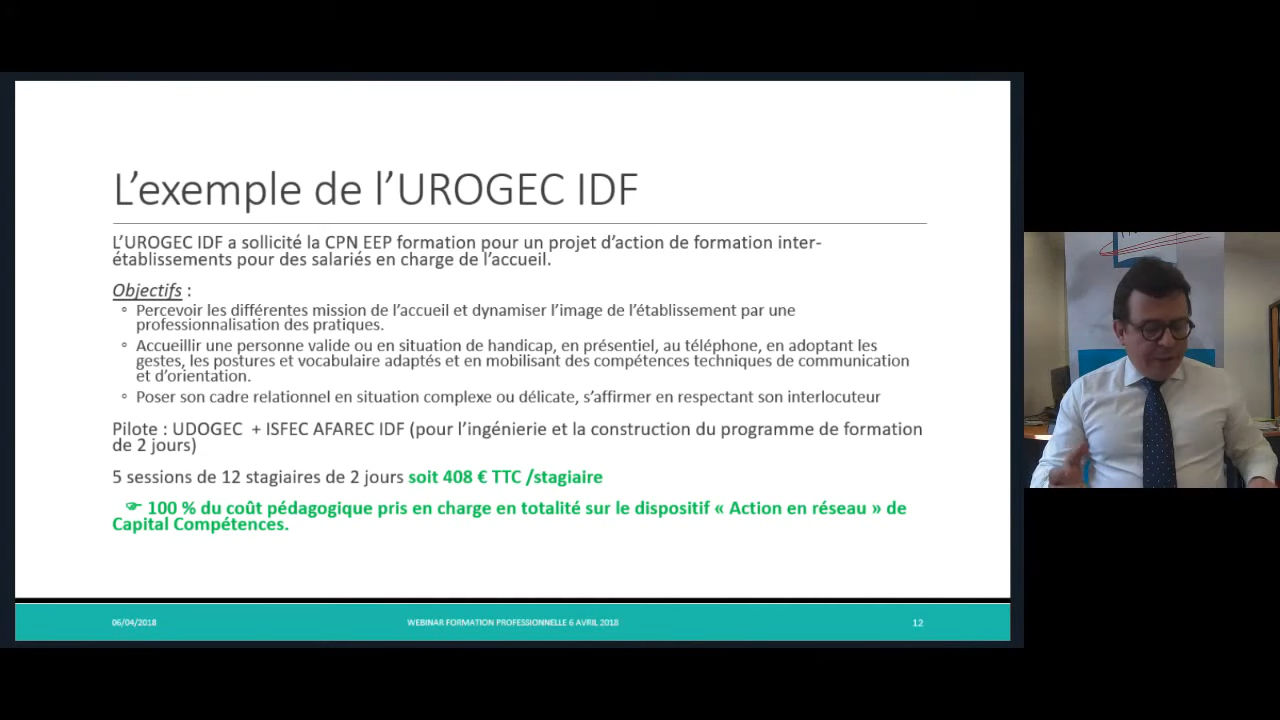 L'exemple de l'UROGEC IDF
L'UROGEC IDF a sollicité la CPN EEP formation pour un projet d'action de formation inter-
établissements pour des salariés en charge de l'accueil.
Objectifs :
° Percevoir les différentes mission de l'accueil et dynamiser l'image de l'établissement par une
professionnalisation des pratiques.
° Accueillir une personne valide ou en situation de handicap, en présentiel, au téléphone, en adoptant les
gestes, les postures et vocabulaire adaptés et en mobilisant des compétences techniques de communication
et d'orientation.
° Poser son cadre relationnel en situation complexe ou délicate, s'affirmer en respectant son interlocuteur
Pilote : UDOGEC + ISFEC AFAREC IDF (pour l'ingénierie et la construction du programme de formation
de 2 jours)
5 sessions de 12 stagiaires de 2 jours soit 408 € TTC /stagiaire
☞ 100 % du coût pédagogique pris en charge en totalité sur le dispositif « Action en réseau » de
Capital Compétences.
06/04/2018
WEBINAR FORMATION PROFESSIONNELLE 6 AVRIL 2018
12